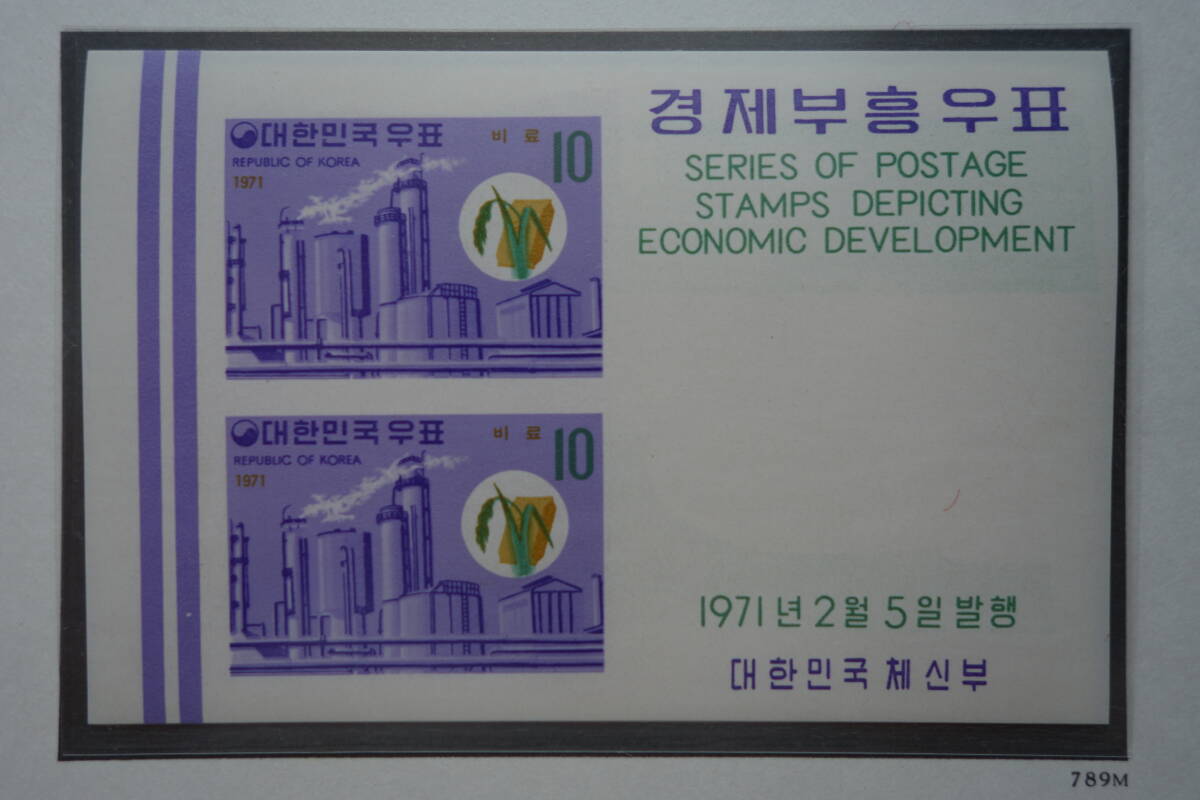 대한민국 우표
비료
10
REPUBLIC OF KOREA
1971
대한민국 우표
비료
10
REPUBLIC OF KOREA
1971
경제부흥우표
SERIES OF POSTAGE
STAMPS DEPICTING
ECONOMIC DEVELOPMENT
1971년 2월 5일 발행
대한민국 체신부
789M